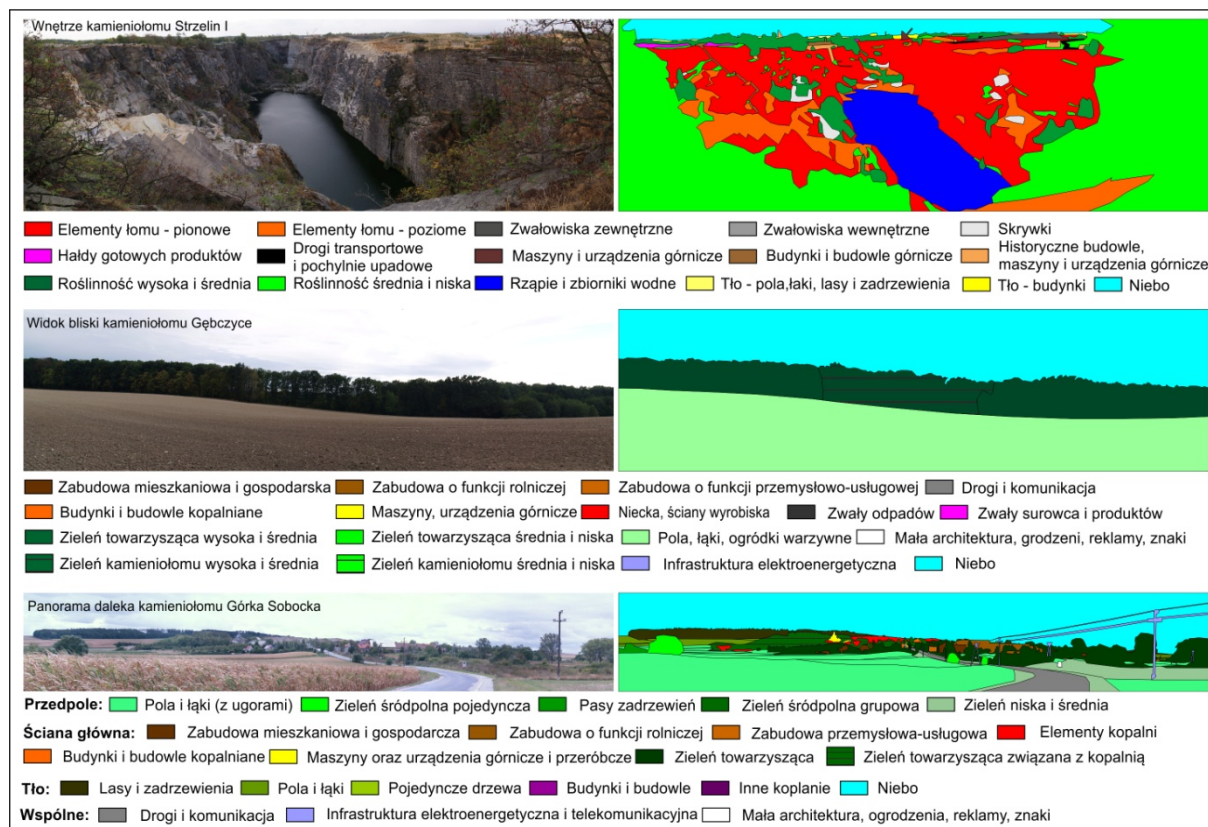 Wnętrze kamieniołomu Strzelin I
Elementy łomu - pionowe Elementy łomu - poziome Zwałowiska zewnętrzne Zwałowiska wewnętrzne Skrywki
Hałdy gotowych produktów Drogi transportowe i pochylnie upadowe Maszyny i urządzenia górnicze Budynki i budowle górnicze Historyczne budowle, maszyny i urządzenia górnicze
Roślinność wysoka i średnia Roślinność średnia i niska Rząpie i zbiorniki wodne Tło - pola,łaki, lasy i zadrzewienia Tło - budynki Niebo
Widok bliski kamieniołomu Gębczyce
Zabudowa mieszkaniowa i gospodarska Zabudowa o funkcji rolniczej Zabudowa o funkcji przemysłowo-usługowej Drogi i komunikacja
Budynki i budowle kopalniane Maszyny, urządzenia górnicze Niecka, ściany wyrobiska Zwały odpadów Zwały surowca i produktów
Zieleń towarzysząca wysoka i średnia Zieleń towarzysząca średnia i niska Pola, łąki, ogródki warzywne Mała architektura, grodzeni, reklamy, znaki
Zieleń kamieniołomu wysoka i średnia Zieleń kamieniołomu średnia i niska Infrastruktura elektroenergetyczna Niebo
Panorama daleka kamieniołomu Górka Sobocka
Przedpole: Pola i łąki (z ugorami) Zieleń śródpolna pojedyncza Pasy zadrzewień Zieleń śródpolna grupowa Zieleń niska i średnia
Ściana główna: Zabudowa mieszkaniowa i gospodarcza Zabudowa o funkcji rolniczej Zabudowa przemysłowa-usługowa Elementy kopalni
Budynki i budowle kopalniane Maszyny oraz urządzenia górnicze i przeróbcze Zieleń towarzysząca Zieleń towarzysząca związana z kopalnią
Tło: Lasy i zadrzewienia Pola i łąki Pojedyncze drzewa Budynki i budowle Inne koplanie Niebo
Wspólne: Drogi i komunikacja Infrastruktura elektroenergetyczna i telekomunikacyjna Mała architektura, ogrodzenia, reklamy, znaki